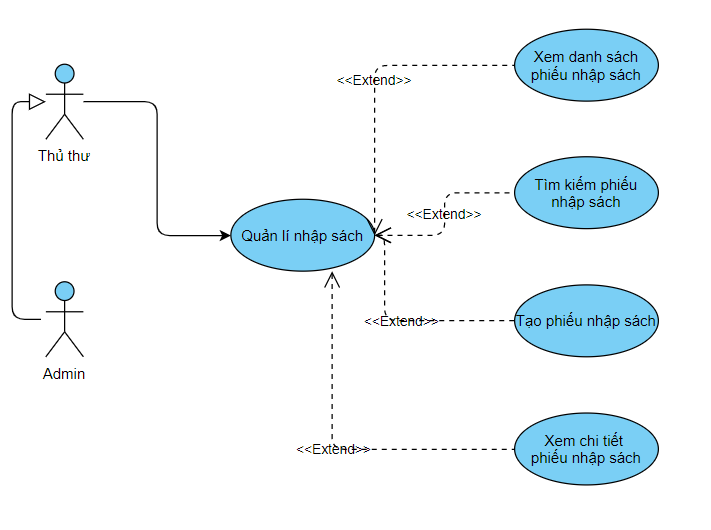 Xem danh sách
phiếu nhập sách
<<Extend>>
Thủ thư
Tìm kiếm phiếu
nhập sách
<<Extend>>
Quản lí nhập sách
<<Extend>>
Tạo phiếu nhập sách
Admin
<<Extend>>
Xem chi tiết
phiếu nhập sách